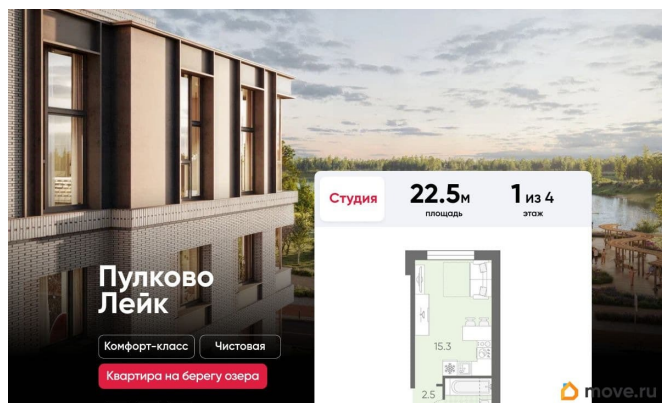 Студия
22.5м
площадь
1 из 4
этаж
Пулково
Лейк
Комфорт-класс
Чистовая
Квартира на берегу озера
15.3
2.5
move.ru